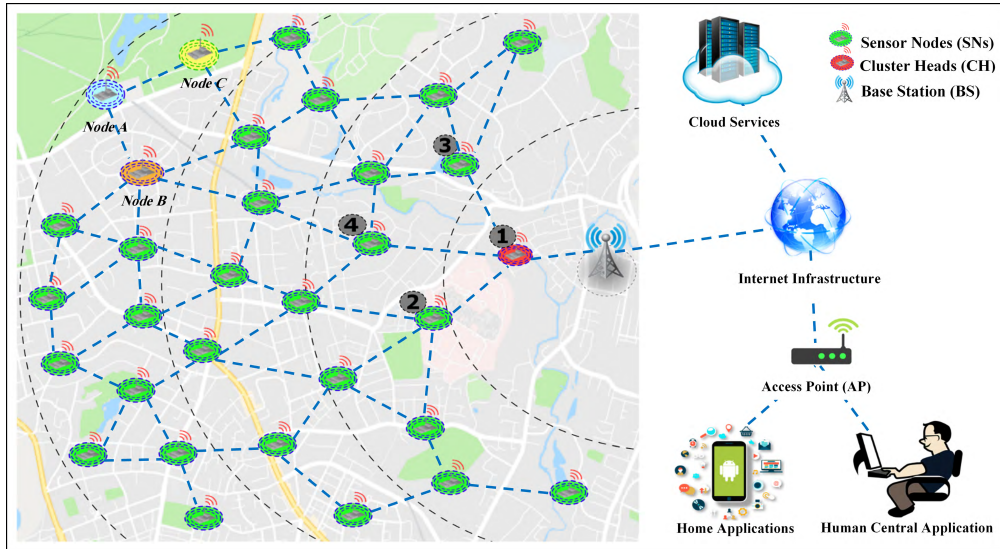 Node C
Node A
Node B
3
4
1
2
Sensor Nodes (SNs)
Cluster Heads (CH)
Base Station (BS)
Cloud Services
Internet Infrastructure
Access Point (AP)
Home Applications
Human Central Application